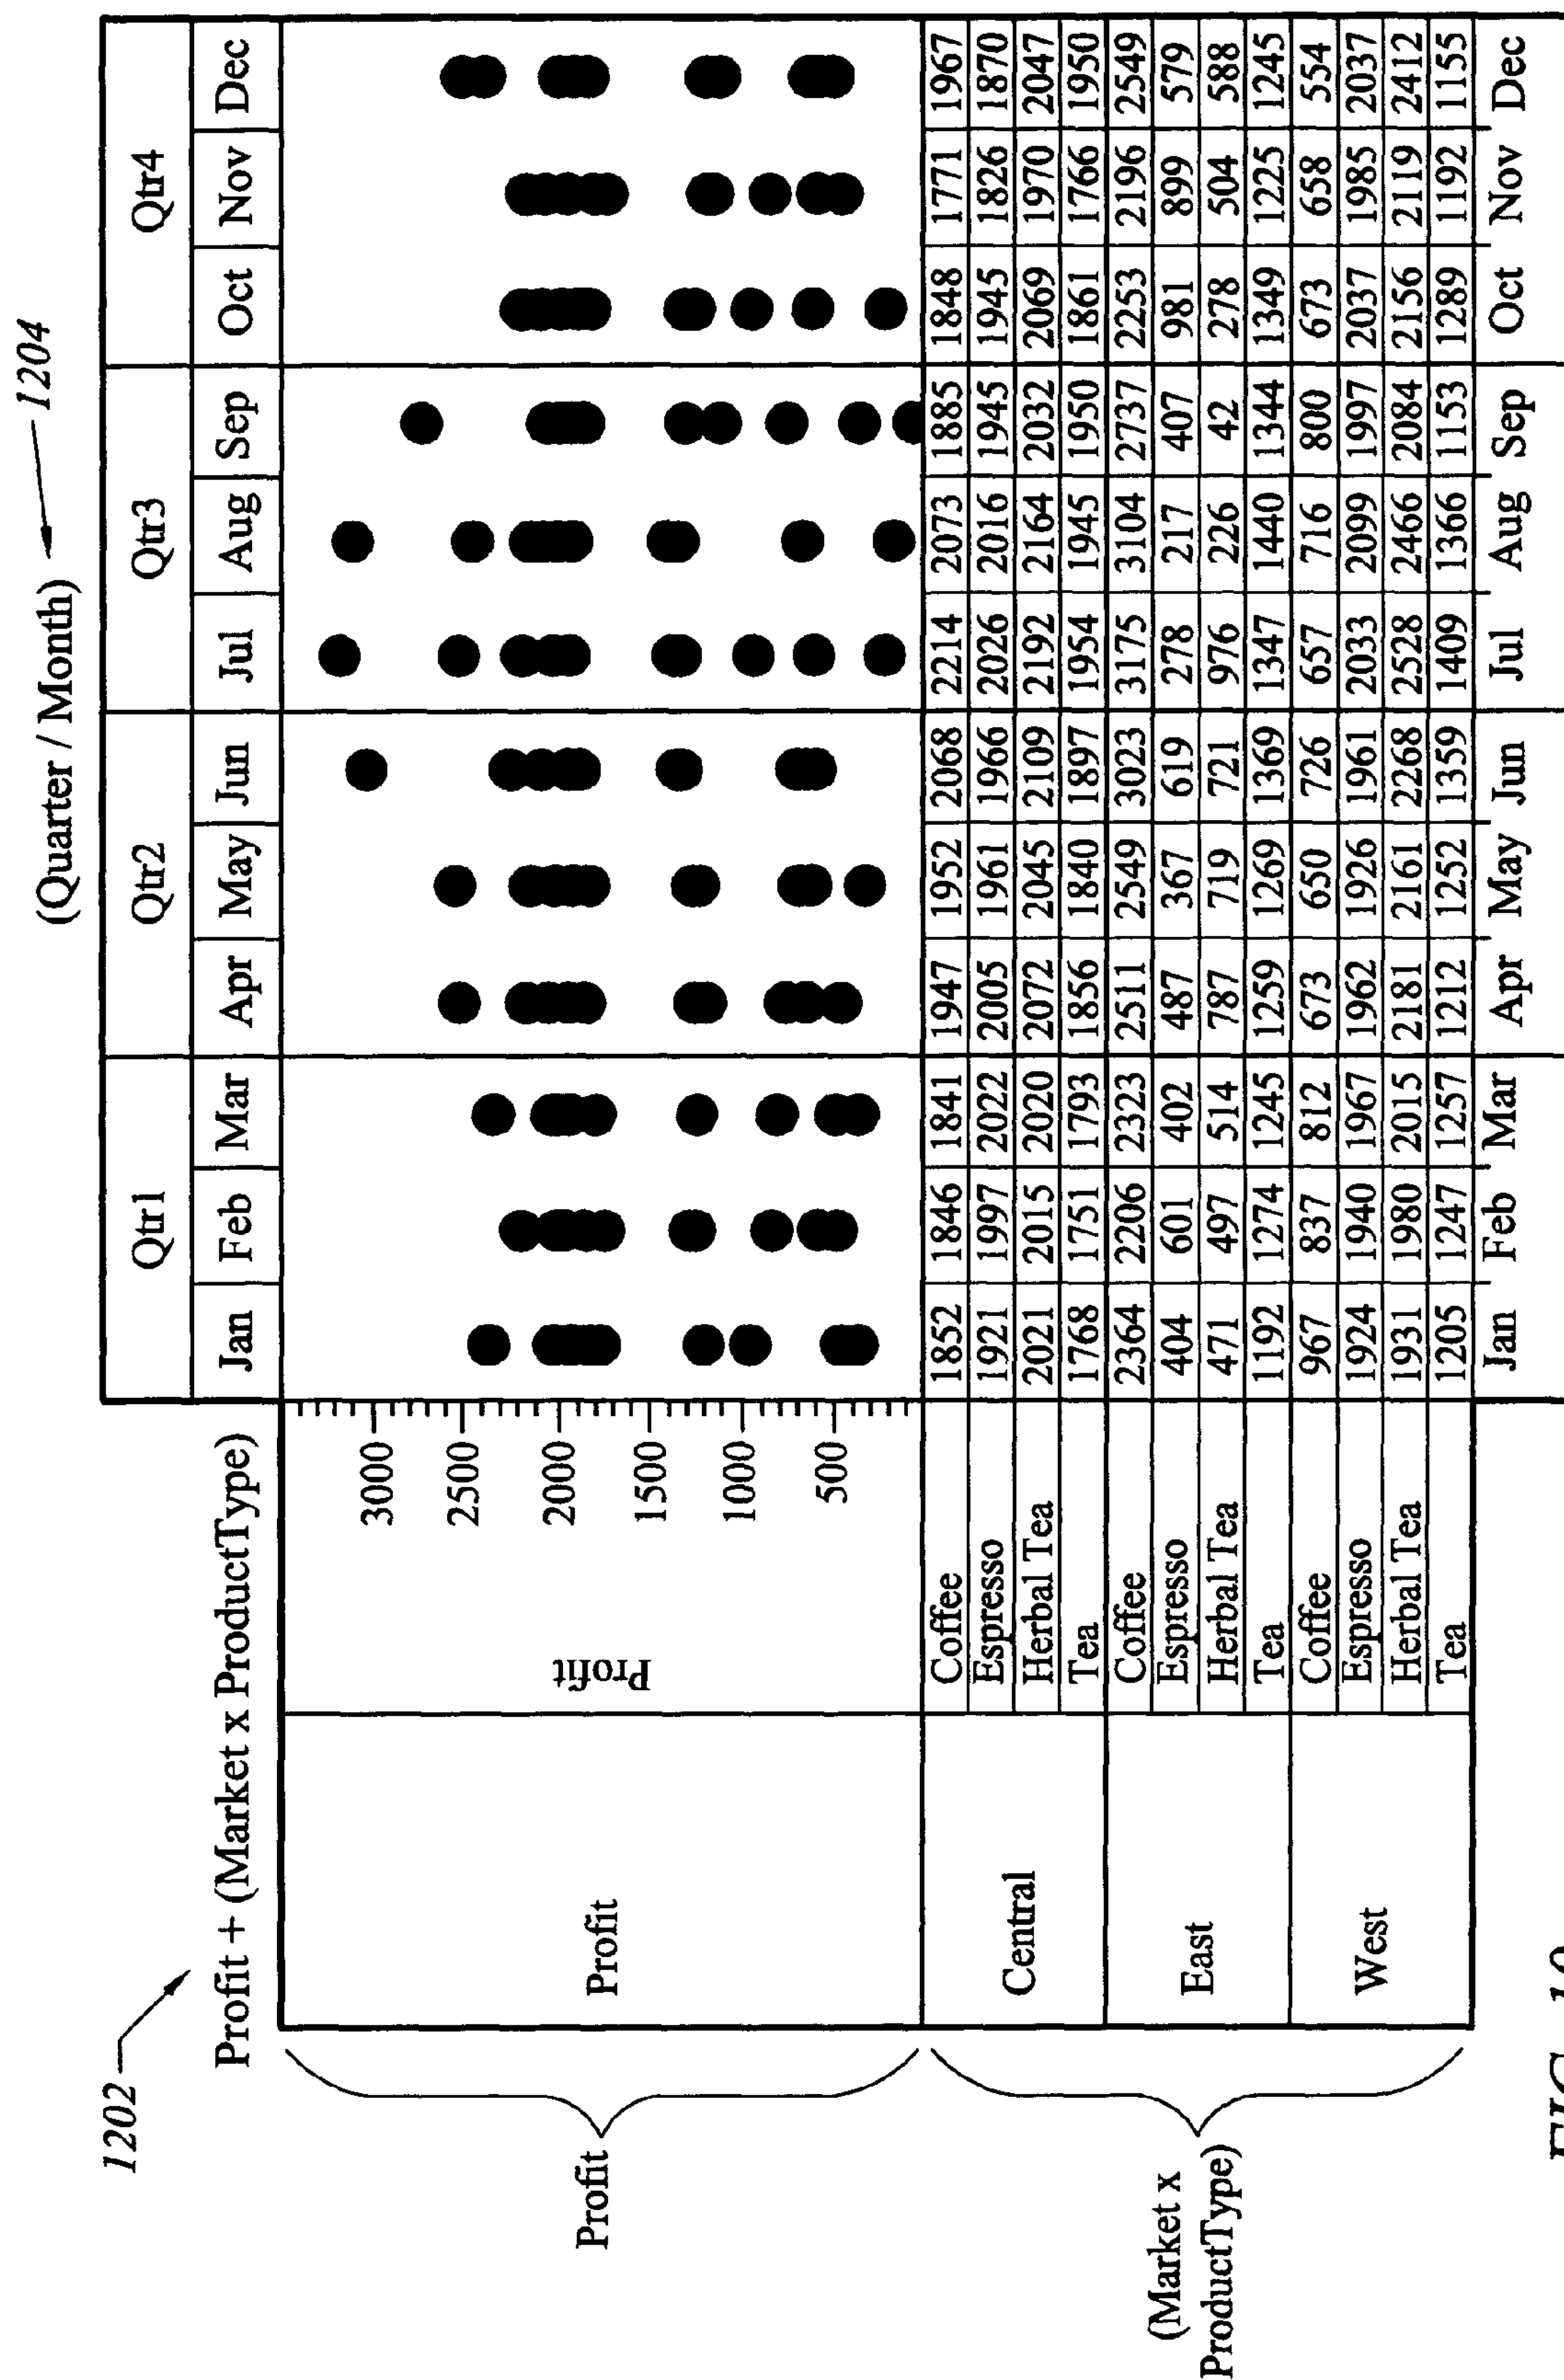 (Quarter / Month) 1204
1202
Profit + (Market x ProductType)
Qtr1 Qtr2 Qtr3 Qtr4
Jan Feb Mar Apr May Jun Jul Aug Sep Oct Nov Dec
Profit
Profit
Profit
3000
2500
2000
1500
1000
500
(Market x
ProductType)
Central
Coffee 1852 1846 1841 1947 1952 2068 2214 2073 1885 1848 1771 1967
Espresso 1921 1997 2022 2005 1961 1966 2026 2016 1945 1945 1826 1870
Herbal Tea 2021 2015 2020 2072 2045 2109 2192 2164 2032 2069 1970 2047
Tea 1768 1751 1793 1856 1840 1897 1954 1945 1950 1861 1766 1950
East
Coffee 2364 2206 2323 2511 2549 3023 3175 3104 2737 2253 2196 2549
Espresso 404 601 402 487 367 619 278 217 407 981 899 579
Herbal Tea 471 497 514 787 719 721 976 226 42 278 504 588
Tea 1192 1274 1245 1259 1269 1369 1347 1440 1344 1349 1225 1245
West
Coffee 967 837 812 673 650 726 657 716 800 673 658 554
Espresso 1924 1940 1967 1962 1926 1961 2033 2099 1997 2037 1985 2037
Herbal Tea 1931 1980 2015 2181 2161 2268 2528 2466 2084 2156 2119 2412
Tea 1205 1247 1257 1212 1252 1359 1409 1366 1153 1289 1192 1155
Jan Feb Mar Apr May Jun Jul Aug Sep Oct Nov Dec